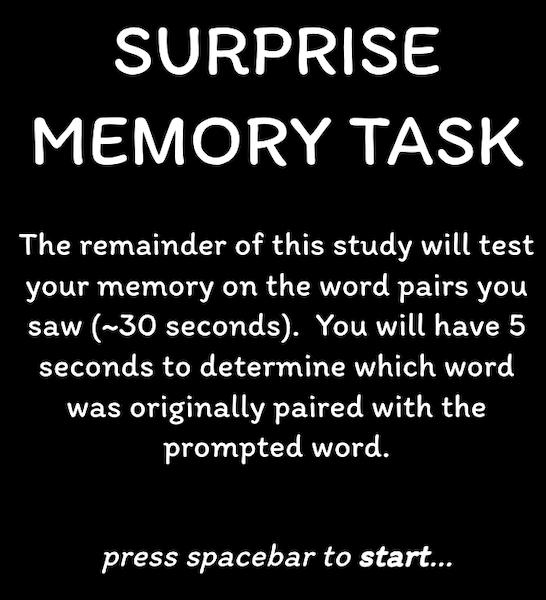 SURPRISE
MEMORY TASK
The remainder of this study will test
your memory on the word pairs you
saw (~30 seconds).  You will have 5
seconds to determine which word
was originally paired with the
prompted word.
press spacebar to start...